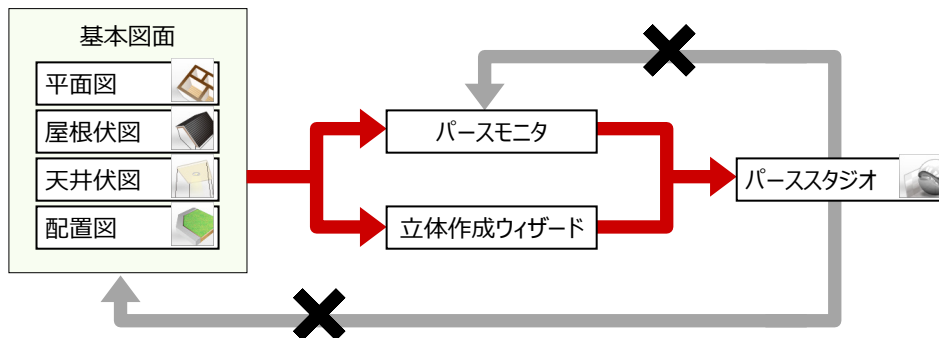 基本図面
平面図
屋根伏図
天井伏図
配置図
パースモニタ
立体作成ウィザード
パーススタジオ